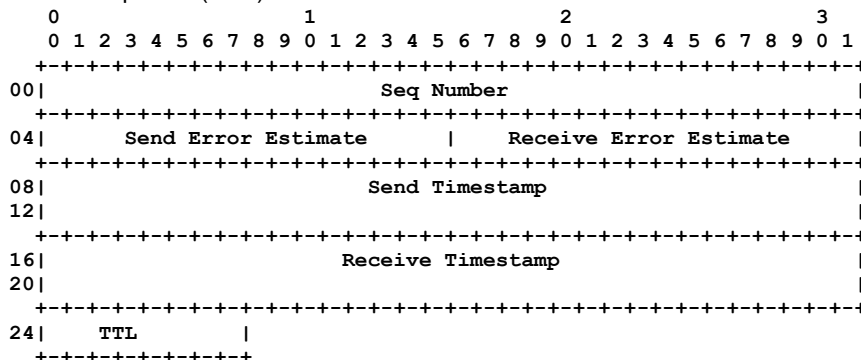 0                   1                   2                   3
0 1 2 3 4 5 6 7 8 9 0 1 2 3 4 5 6 7 8 9 0 1 2 3 4 5 6 7 8 9 0 1
+-+-+-+-+-+-+-+-+-+-+-+-+-+-+-+-+-+-+-+-+-+-+-+-+-+-+-+-+-+-+-+-+
00|                          Seq Number                           |
+-+-+-+-+-+-+-+-+-+-+-+-+-+-+-+-+-+-+-+-+-+-+-+-+-+-+-+-+-+-+-+-+
04|      Send Error Estimate      |    Receive Error Estimate     |
+-+-+-+-+-+-+-+-+-+-+-+-+-+-+-+-+-+-+-+-+-+-+-+-+-+-+-+-+-+-+-+-+
08|                         Send Timestamp                        |
12|                                                               |
+-+-+-+-+-+-+-+-+-+-+-+-+-+-+-+-+-+-+-+-+-+-+-+-+-+-+-+-+-+-+-+-+
16|                       Receive Timestamp                       |
20|                                                               |
+-+-+-+-+-+-+-+-+-+-+-+-+-+-+-+-+-+-+-+-+-+-+-+-+-+-+-+-+-+-+-+-+
24|    TTL        |
+-+-+-+-+-+-+-+-+